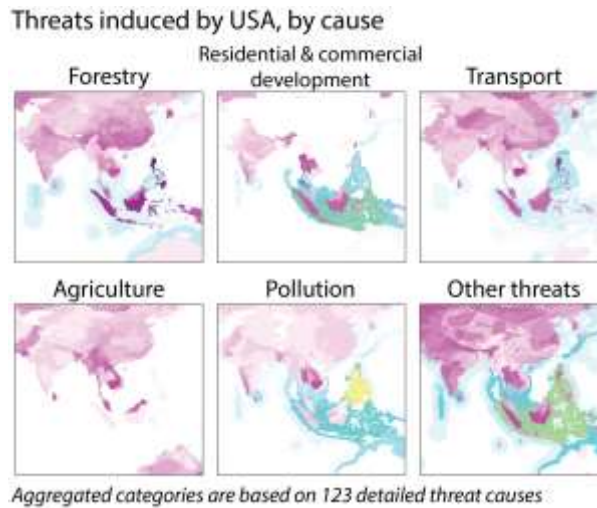 Threats induced by USA, by cause
Forestry
Residential & commercial
development
Transport
Agriculture
Pollution
Other threats
Aggregated categories are based on 123 detailed threat causes